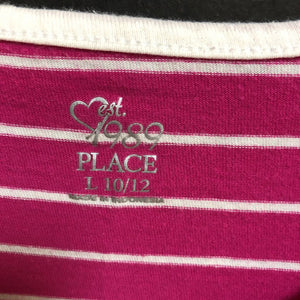 est.
1989
PLACE
L 10/12
MADE IN INDONESIA